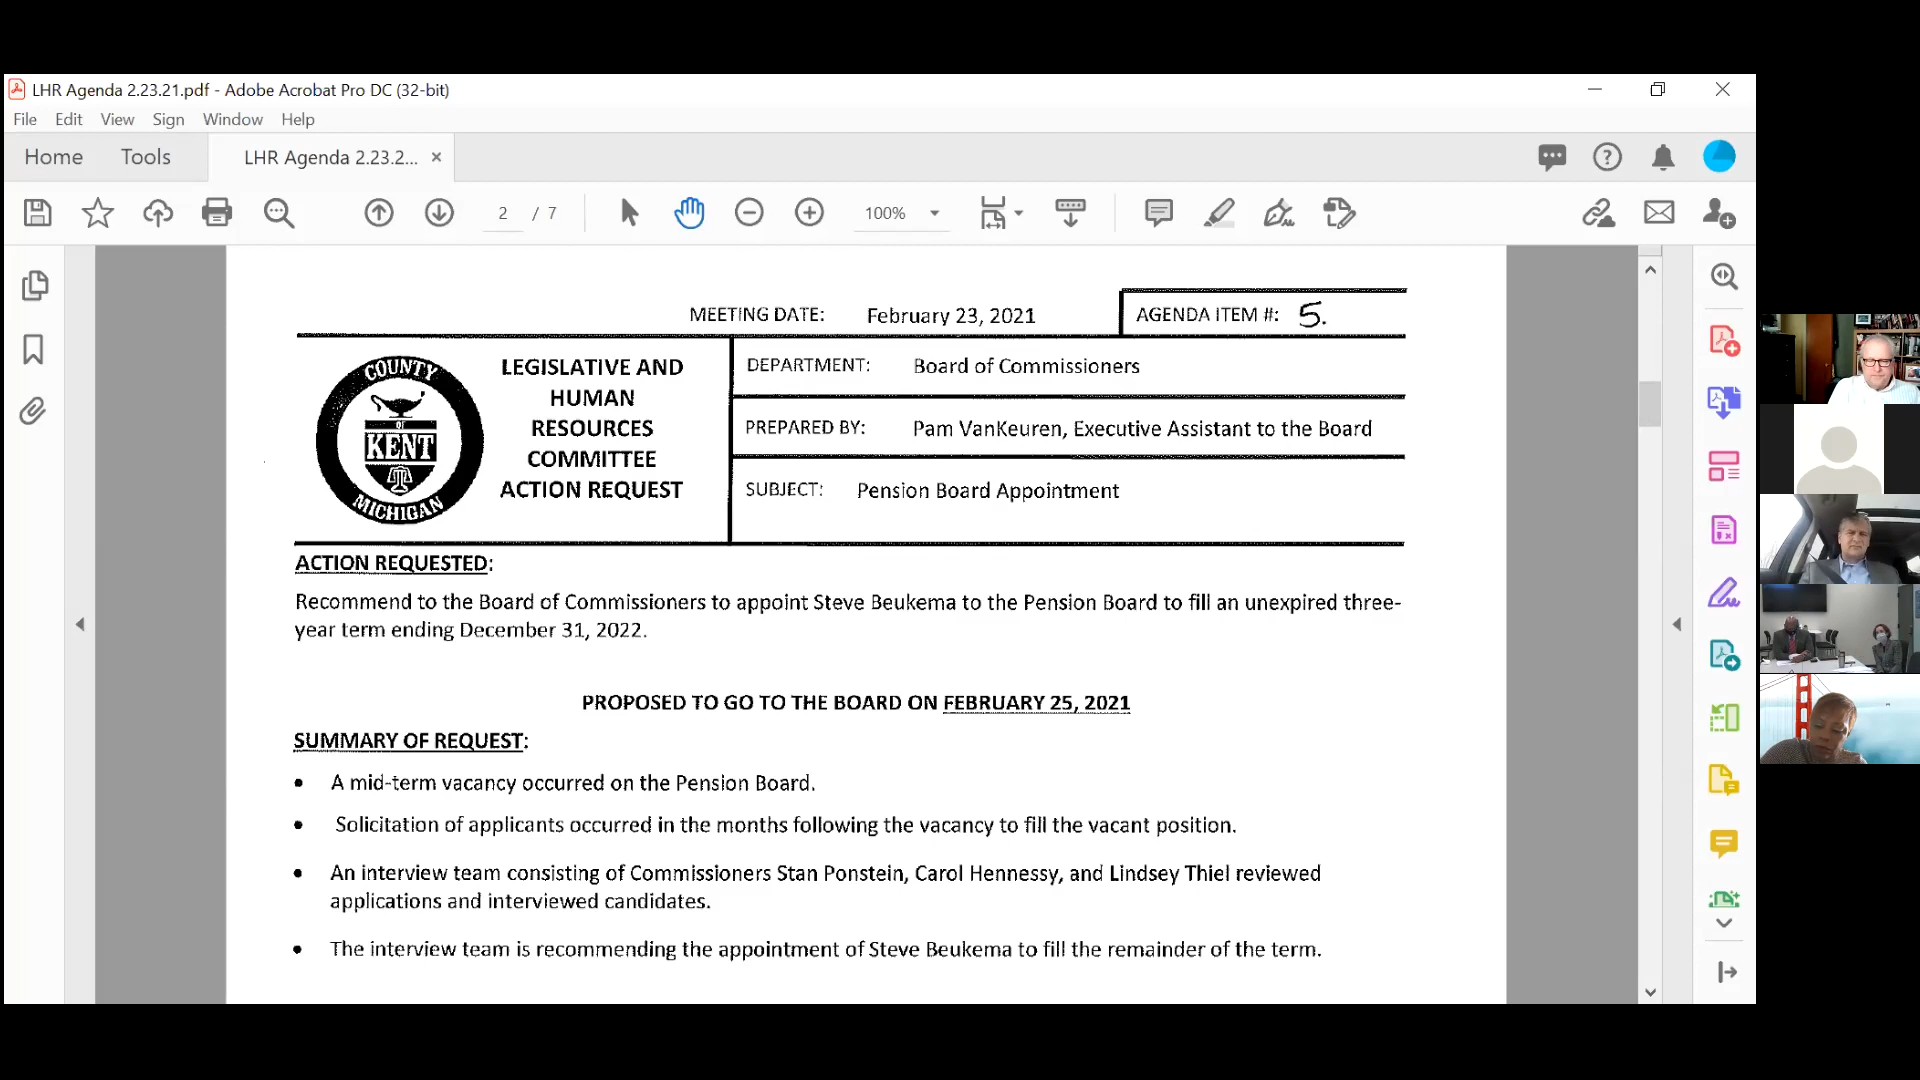 LHR Agenda 2.23.21.pdf - Adobe Acrobat Pro DC (32-bit)
File Edit View Sign Window Help
Home Tools LHR Agenda 2.23.2... ×
2 / 7 100%
MEETING DATE: February 23, 2021 AGENDA ITEM #: 5.
COUNTY
OF
KENT
MICHIGAN
LEGISLATIVE AND
HUMAN
RESOURCES
COMMITTEE
ACTION REQUEST
DEPARTMENT: Board of Commissioners
PREPARED BY: Pam VanKeuren, Executive Assistant to the Board
SUBJECT: Pension Board Appointment
ACTION REQUESTED:
Recommend to the Board of Commissioners to appoint Steve Beukema to the Pension Board to fill an unexpired three-
year term ending December 31, 2022.
PROPOSED TO GO TO THE BOARD ON FEBRUARY 25, 2021
SUMMARY OF REQUEST:
• A mid-term vacancy occurred on the Pension Board.
• Solicitation of applicants occurred in the months following the vacancy to fill the vacant position.
• An interview team consisting of Commissioners Stan Ponstein, Carol Hennessy, and Lindsey Thiel reviewed
applications and interviewed candidates.
• The interview team is recommending the appointment of Steve Beukema to fill the remainder of the term.